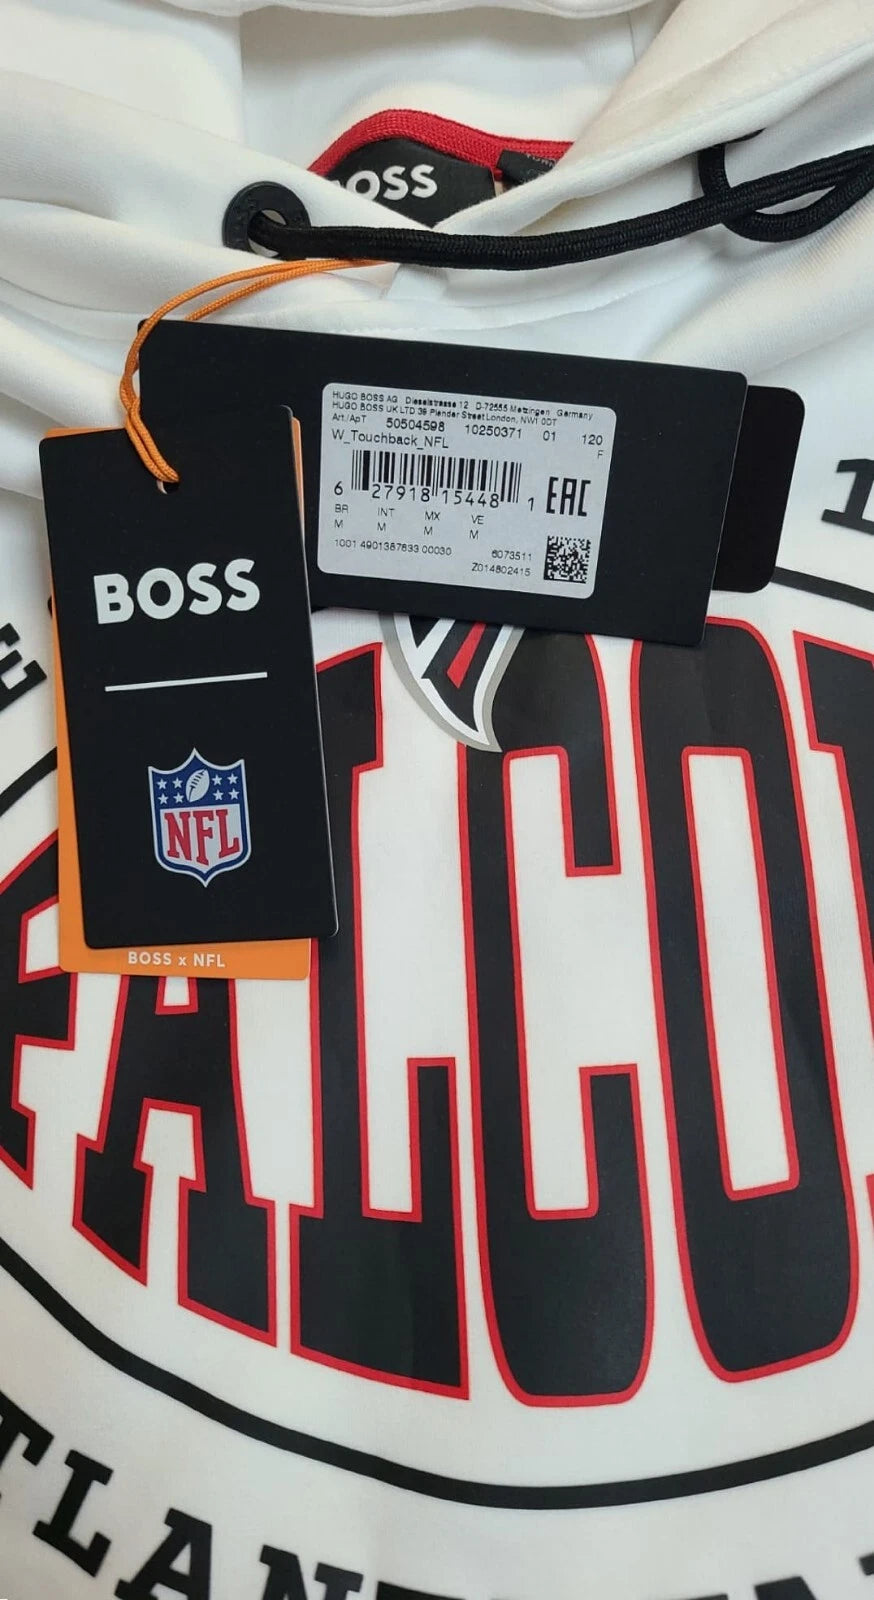 BOSS
HUGO BOSS AG Dieselstrasse 12 D-72555 Metzingen Germany
HUGO BOSS UK LTD 39 Plender Street London, NW1 0DT
Art./ApT 50504598 10250371 01 120
F
W_Touchback_NFL
6 27918 15448 1 EAC
BR INT MX VE
M M M M
1001 4901387833 00030 6073511
Z014802415
BOSS
NFL
BOSS x NFL
FALCO
TLANT